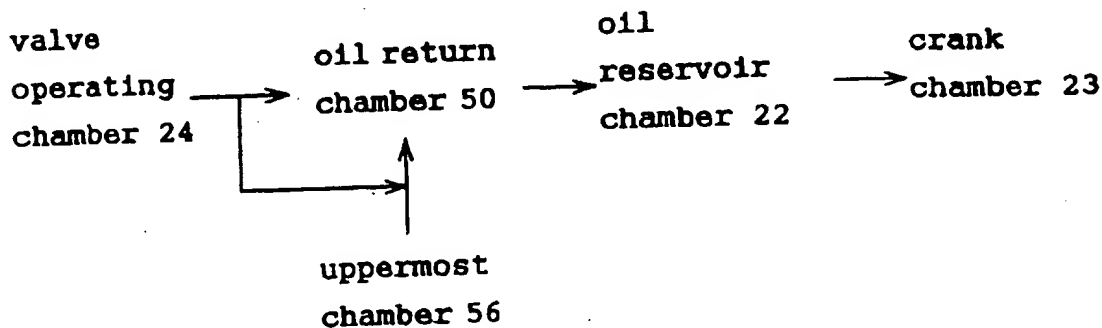 valve
operating
chamber 24
oil return
chamber 50
oil
reservoir
chamber 22
crank
chamber 23
uppermost
chamber 56